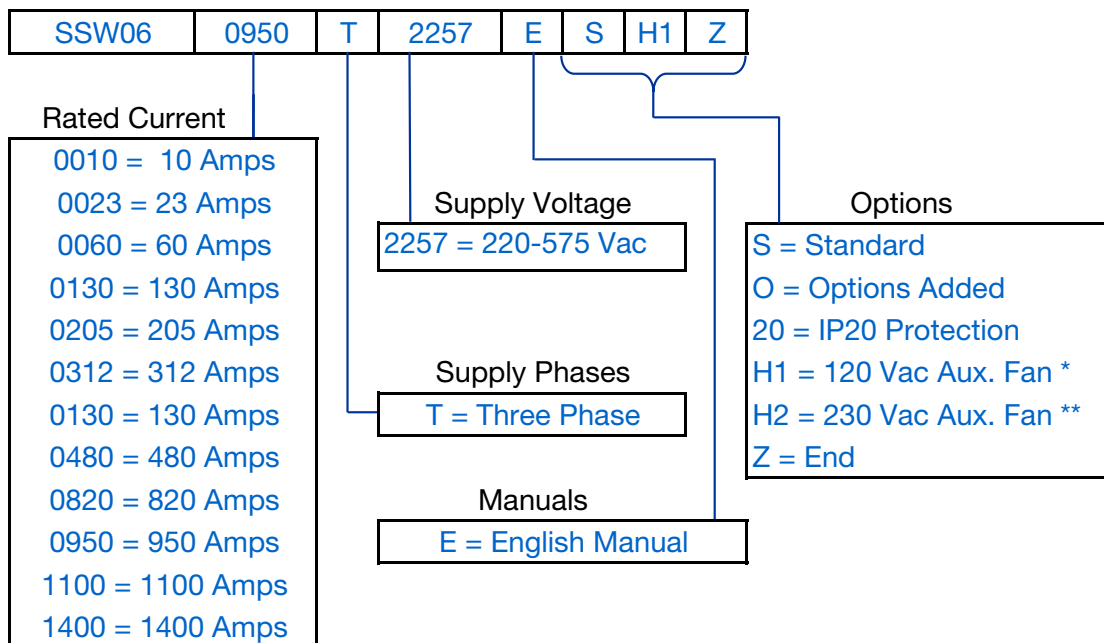 SSW06 0950 T 2257 E S H1 Z
Rated Current
0010 = 10 Amps
0023 = 23 Amps
0060 = 60 Amps
0130 = 130 Amps
0205 = 205 Amps
0312 = 312 Amps
0130 = 130 Amps
0480 = 480 Amps
0820 = 820 Amps
0950 = 950 Amps
1100 = 1100 Amps
1400 = 1400 Amps
Supply Voltage
2257 = 220-575 Vac
Supply Phases
T = Three Phase
Manuals
E = English Manual
Options
S = Standard
O = Options Added
20 = IP20 Protection
H1 = 120 Vac Aux. Fan *
H2 = 230 Vac Aux. Fan **
Z = End